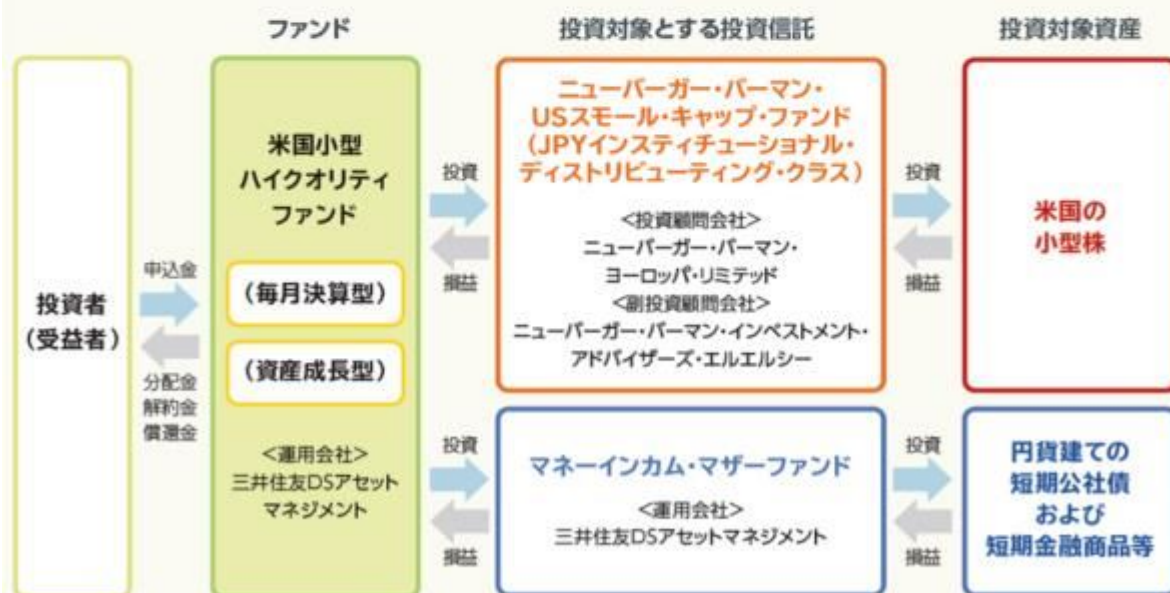 ファンド
投資対象とする投資信託
投資対象資産
投資者
(受益者)
申込金
分配金
解約金
償還金
米国小型
ハイクオリティ
ファンド
(毎月決算型)
(資産成長型)
<運用会社>
三井住友DSアセット
マネジメント
投資
損益
ニューバーガー・バーマン・
USスモール・キャップ・ファンド
(JPYインスティチューショナル・
ディストリビューティング・クラス)
<投資顧問会社>
ニューバーガー・バーマン・
ヨーロッパ・リミテッド
<副投資顧問会社>
ニューバーガー・バーマン・インベストメント・
アドバイザーズ・エルエルシー
投資
損益
米国の
小型株
投資
損益
マネーインカム・マザーファンド
<運用会社>
三井住友DSアセットマネジメント
投資
損益
円貨建ての
短期公社債
および
短期金融商品等